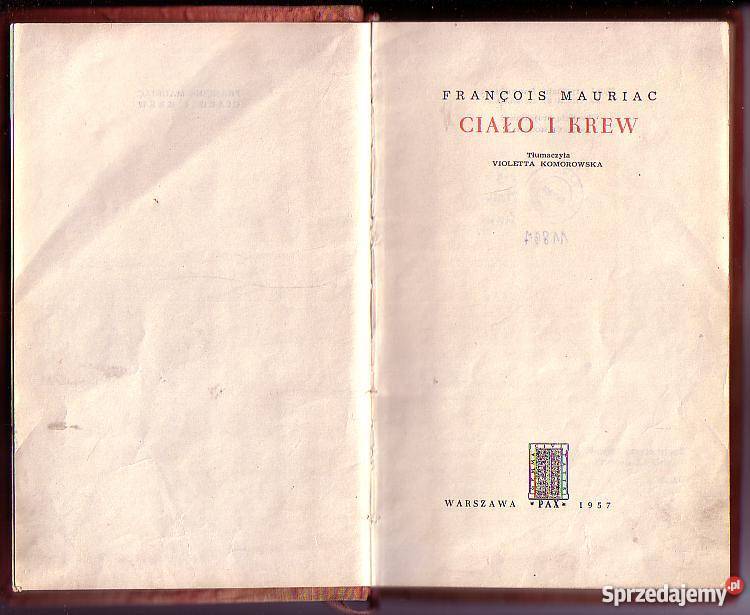 FRANÇOIS MAURIAC
CIAŁO I KREW
Tłumaczyła
VIOLETTA KOMOROWSKA
WARSZAWA *PAX* 1957
Sprzedajemy.pl